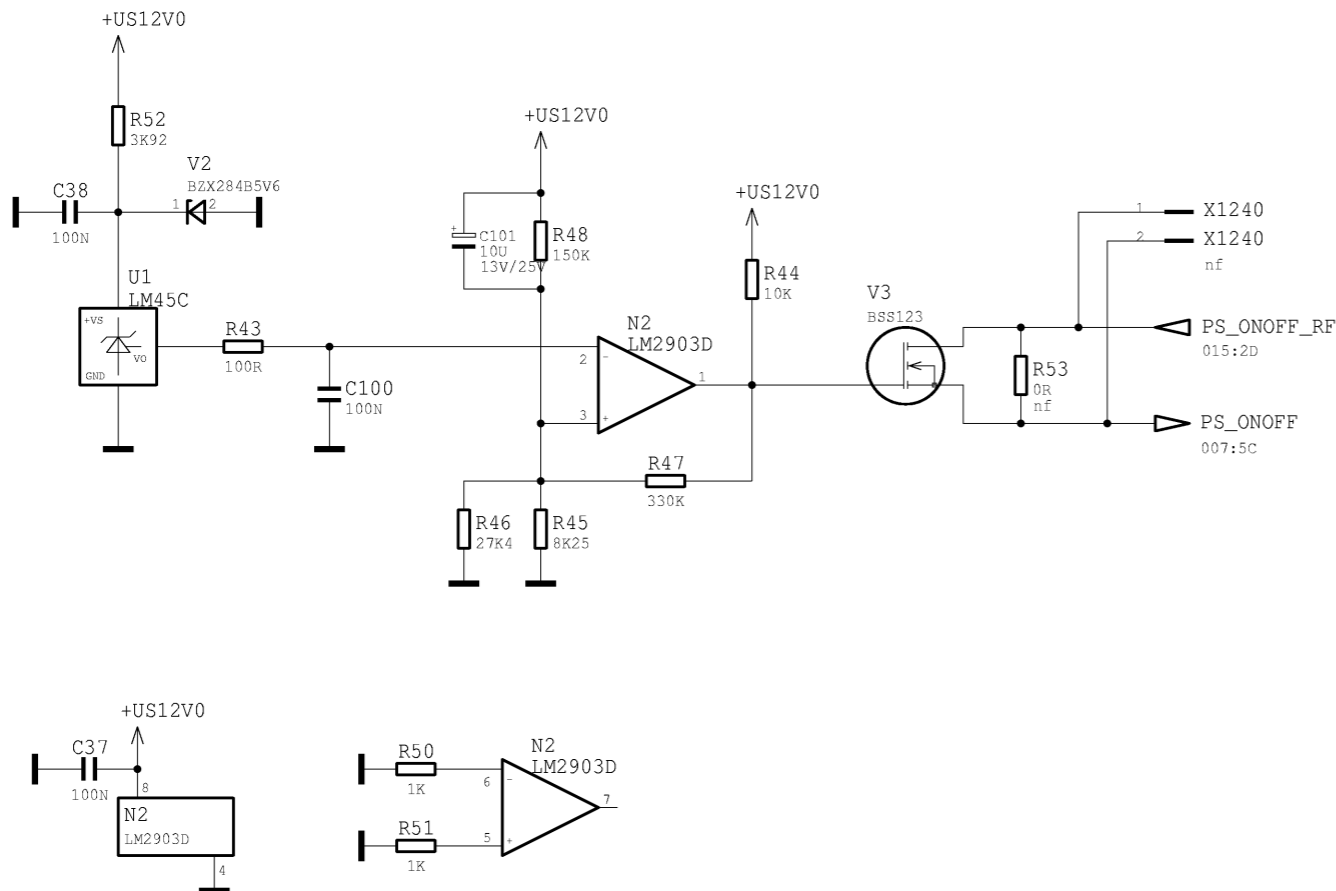 +US12V0
R52
3K92
V2
BZX284B5V6
1 2
C38
100N
U1
LM45C
+VS
VO
GND
R43
100R
C100
100N
+US12V0
+
C101
10U
13V/25V
R48
150K
N2
LM2903D
2 -
3 +
1
+US12V0
R44
10K
R47
330K
R46
27K4
R45
8K25
V3
BSS123
1 X1240
2 X1240
nf
PS_ONOFF_RF
015:2D
R53
0R
nf
PS_ONOFF
007:5C
+US12V0
C37
100N
8
N2
LM2903D
4
R50
1K
R51
1K
N2
LM2903D
6 -
5 +
7